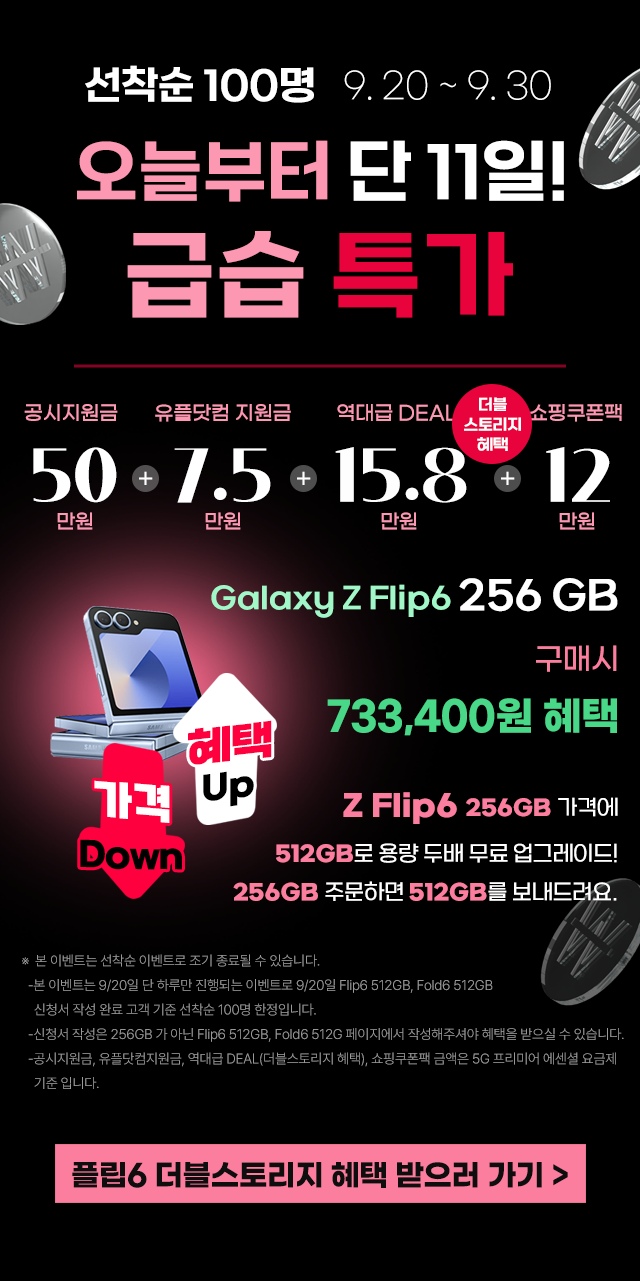 선착순 100명 9. 20 ~ 9. 30
오늘부터 단 11일!
급습 특가
공시지원금 유플닷컴 지원금 역대급 DEAL 더블 스토리지 혜택 쇼핑쿠폰팩
50 + 7.5 + 15.8 + 12
만원 만원 만원 만원
Galaxy Z Flip6 256 GB
구매시
733,400원 혜택
혜택
Up
가격
Down
Z Flip6 256GB 가격에
512GB로 용량 두배 무료 업그레이드!
256GB 주문하면 512GB를 보내드려요.
※ 본 이벤트는 선착순 이벤트로 조기 종료될 수 있습니다.
-본 이벤트는 9/20일 단 하루만 진행되는 이벤트로 9/20일 Flip6 512GB, Fold6 512GB
신청서 작성 완료 고객 기준 선착순 100명 한정입니다.
-신청서 작성은 256GB 가 아닌 Flip6 512GB, Fold6 512G 페이지에서 작성해주셔야 혜택을 받으실 수 있습니다.
-공시지원금, 유플닷컴지원금, 역대급 DEAL(더블스토리지 혜택), 쇼핑쿠폰팩 금액은 5G 프리미어 에센셜 요금제
기준 입니다.
플립6 더블스토리지 혜택 받으러 가기 >